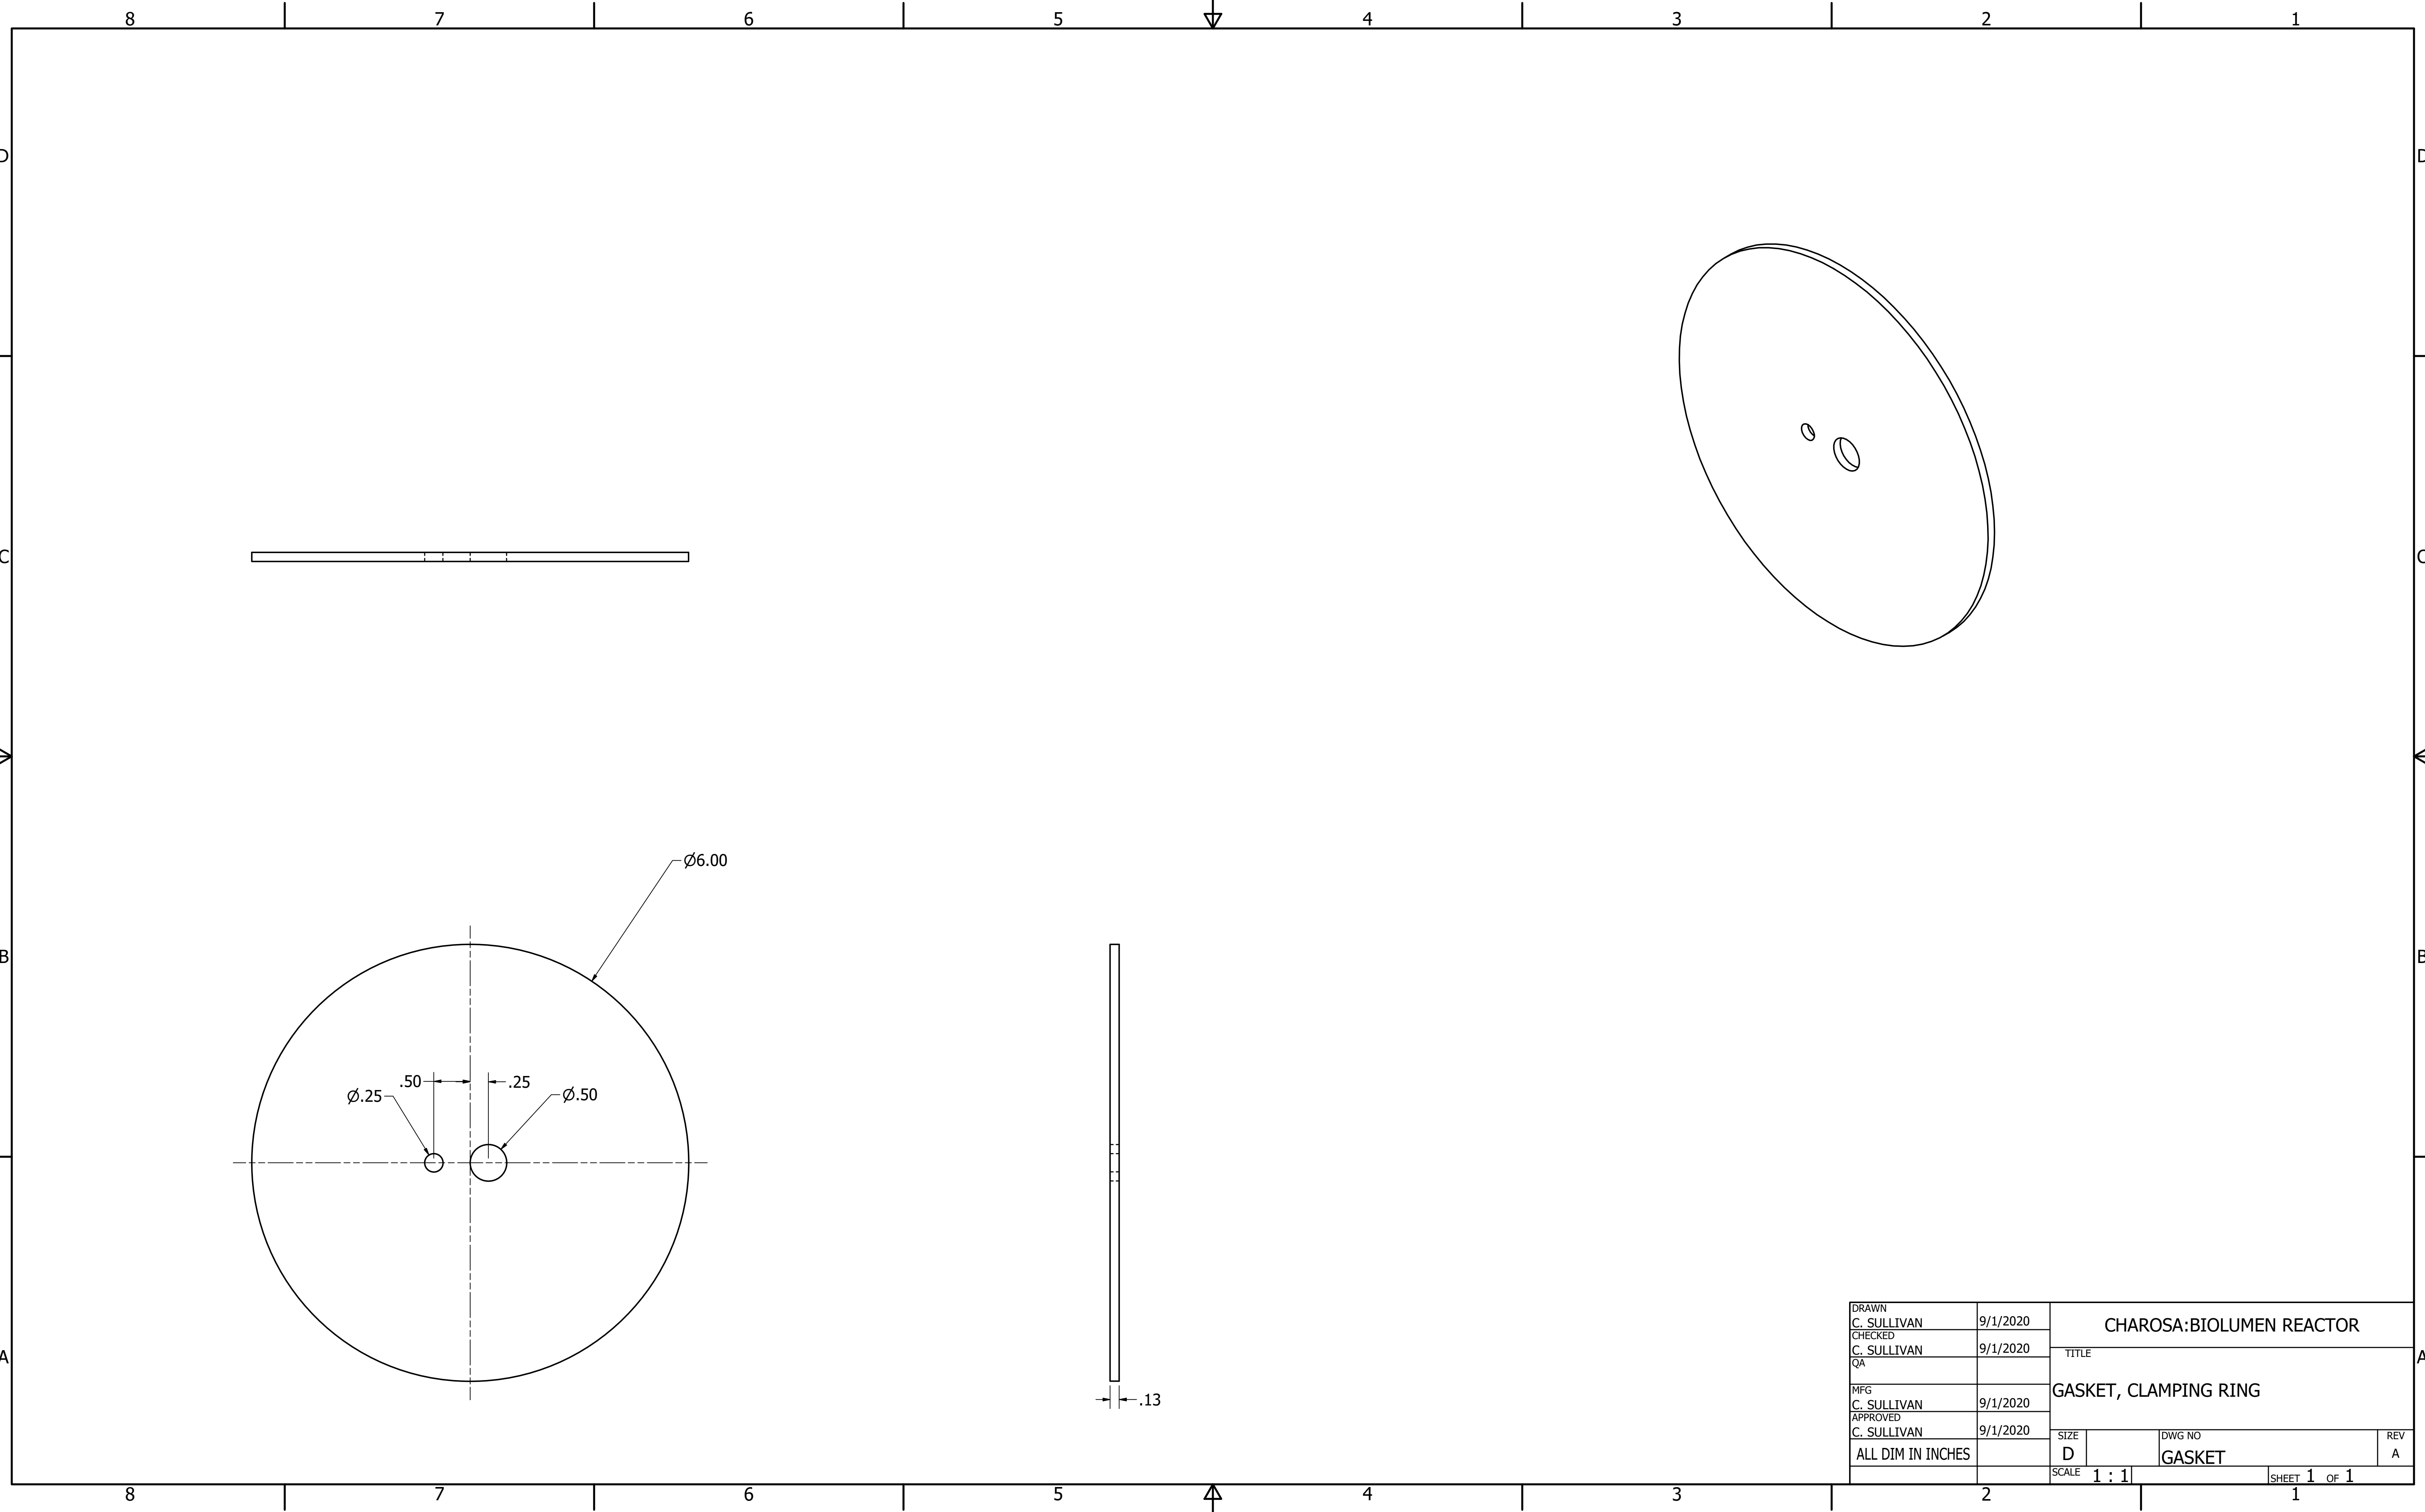 8 7 6 5 4 3 2 1
D D
C C
B B
A A
Ø6.00
.50 .25
Ø.25 Ø.50
.13
DRAWN
C. SULLIVAN 9/1/2020
CHECKED
C. SULLIVAN 9/1/2020
QA
MFG
C. SULLIVAN 9/1/2020
APPROVED
C. SULLIVAN 9/1/2020
ALL DIM IN INCHES
CHAROSA:BIOLUMEN REACTOR
TITLE
GASKET, CLAMPING RING
SIZE
D
DWG NO
GASKET
REV
A
SCALE 1 : 1
SHEET 1 OF 1
8 7 6 5 4 3 2 1